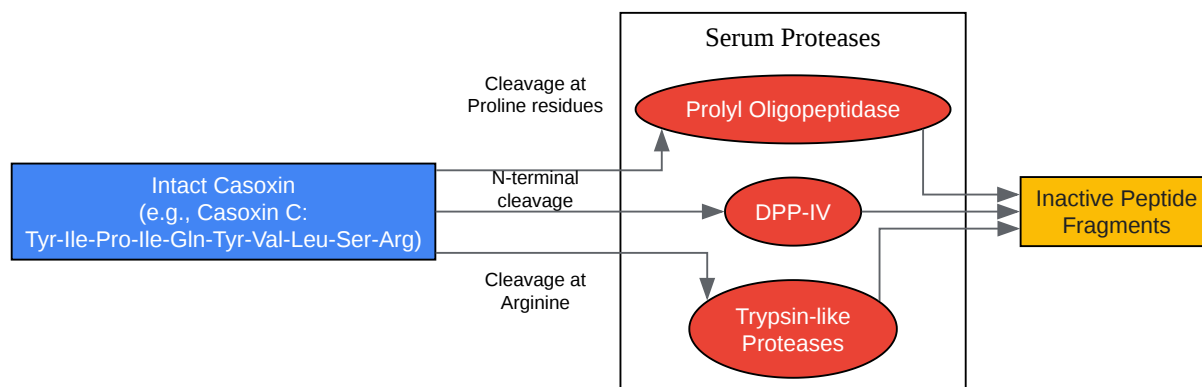 Serum Proteases
Cleavage at
Proline residues
Prolyl Oligopeptidase
Intact Casoxin
(e.g., Casoxin C:
Tyr-Ile-Pro-Ile-Gln-Tyr-Val-Leu-Ser-Arg)
N-terminal
cleavage
DPP-IV
Inactive Peptide
Fragments
Cleavage at
Arginine
Trypsin-like
Proteases